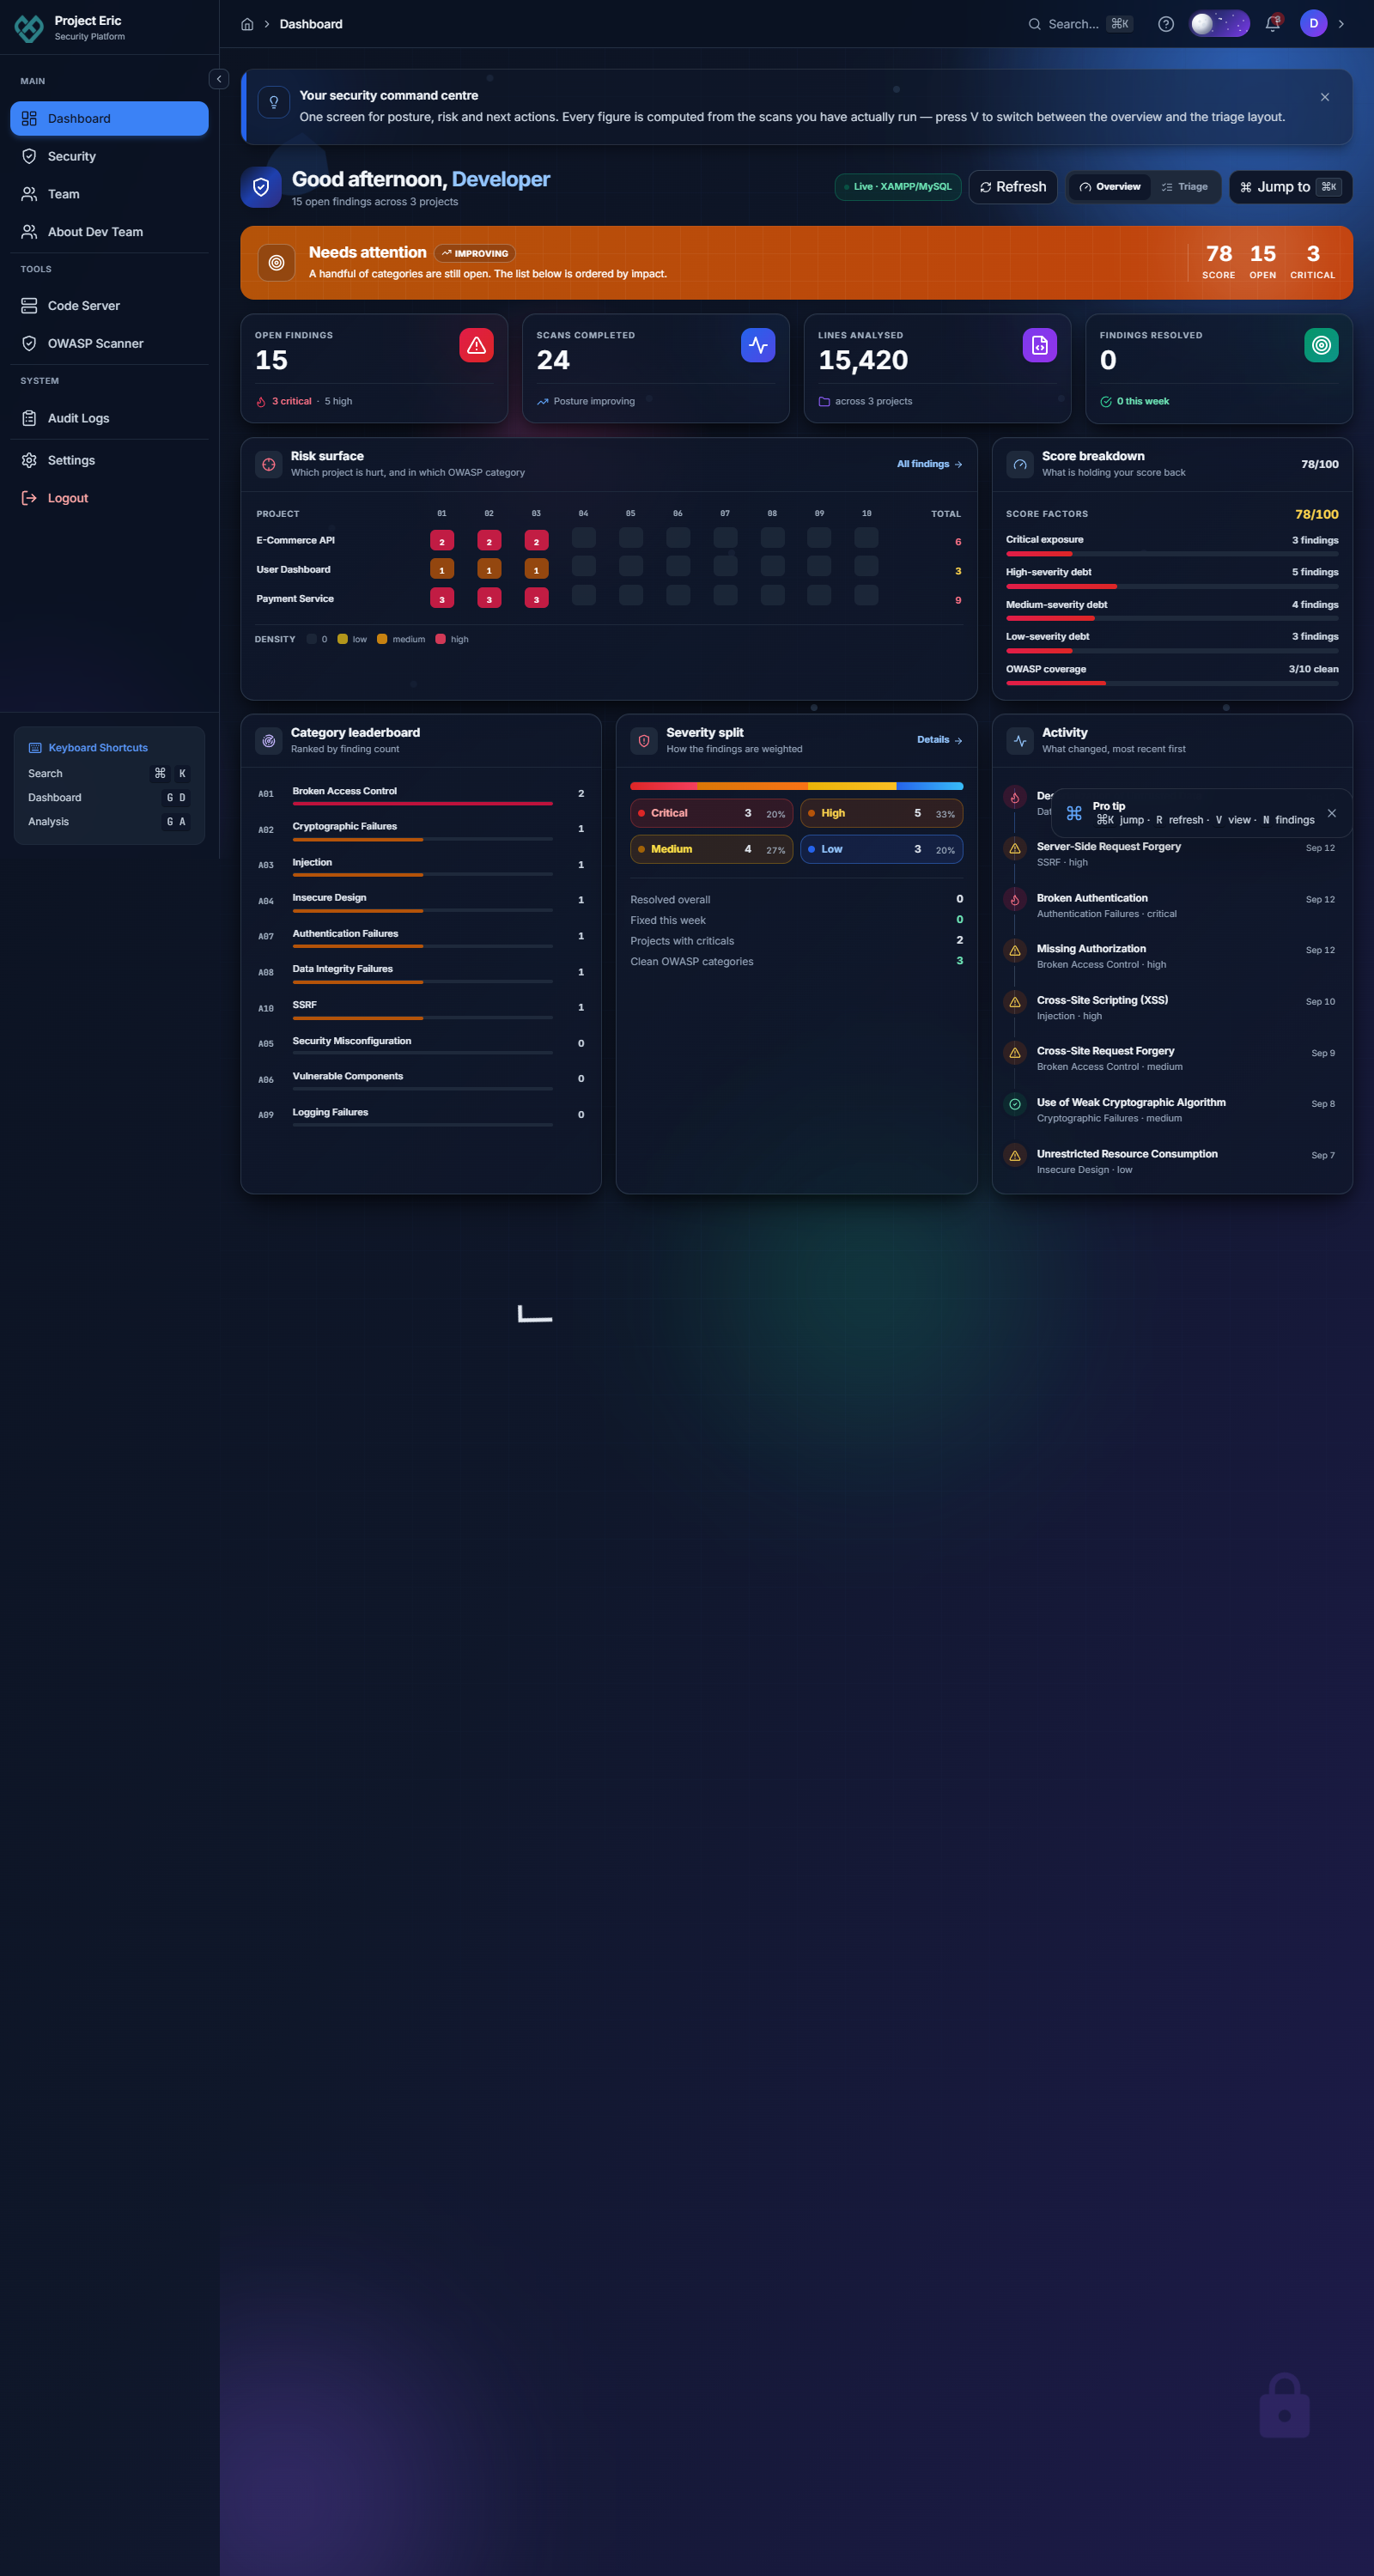 Project Eric
Security Platform
MAIN
Dashboard
Security
Team
About Dev Team
TOOLS
Code Server
OWASP Scanner
SYSTEM
Audit Logs
Settings
Logout
Keyboard Shortcuts
Search ⌘ K
Dashboard G D
Analysis G A
Dashboard
Search... ⌘K
D
Your security command centre
One screen for posture, risk and next actions. Every figure is computed from the scans you have actually run — press V to switch between the overview and the triage layout.
Good afternoon, Developer
15 open findings across 3 projects
Live · XAMPP/MySQL
Refresh
Overview
Triage
Jump to ⌘K
Needs attention
IMPROVING
A handful of categories are still open. The list below is ordered by impact.
78 15 3
SCORE OPEN CRITICAL
OPEN FINDINGS
15
3 critical · 5 high
SCANS COMPLETED
24
Posture improving
LINES ANALYSED
15,420
across 3 projects
FINDINGS RESOLVED
0
0 this week
Risk surface
Which project is hurt, and in which OWASP category
All findings →
PROJECT 01 02 03 04 05 06 07 08 09 10 TOTAL
E-Commerce API 2 2 2 6
User Dashboard 1 1 1 3
Payment Service 3 3 3 9
DENSITY 0 low medium high
Score breakdown
What is holding your score back
78/100
SCORE FACTORS 78/100
Critical exposure 3 findings
High-severity debt 5 findings
Medium-severity debt 4 findings
Low-severity debt 3 findings
OWASP coverage 3/10 clean
Category leaderboard
Ranked by finding count
A01 Broken Access Control 2
A02 Cryptographic Failures 1
A03 Injection 1
A04 Insecure Design 1
A07 Authentication Failures 1
A08 Data Integrity Failures 1
A10 SSRF 1
A05 Security Misconfiguration 0
A06 Vulnerable Components 0
A09 Logging Failures 0
Severity split
How the findings are weighted
Details →
Critical 3 20%
High 5 33%
Medium 4 27%
Low 3 20%
Resolved overall 0
Fixed this week 0
Projects with criticals 2
Clean OWASP categories 3
Activity
What changed, most recent first
Pro tip
⌘K jump · R refresh · V view · N findings
Server-Side Request Forgery Sep 12
SSRF · high
Broken Authentication Sep 12
Authentication Failures · critical
Missing Authorization Sep 12
Broken Access Control · high
Cross-Site Scripting (XSS) Sep 10
Injection · high
Cross-Site Request Forgery Sep 9
Broken Access Control · medium
Use of Weak Cryptographic Algorithm Sep 8
Cryptographic Failures · medium
Unrestricted Resource Consumption Sep 7
Insecure Design · low